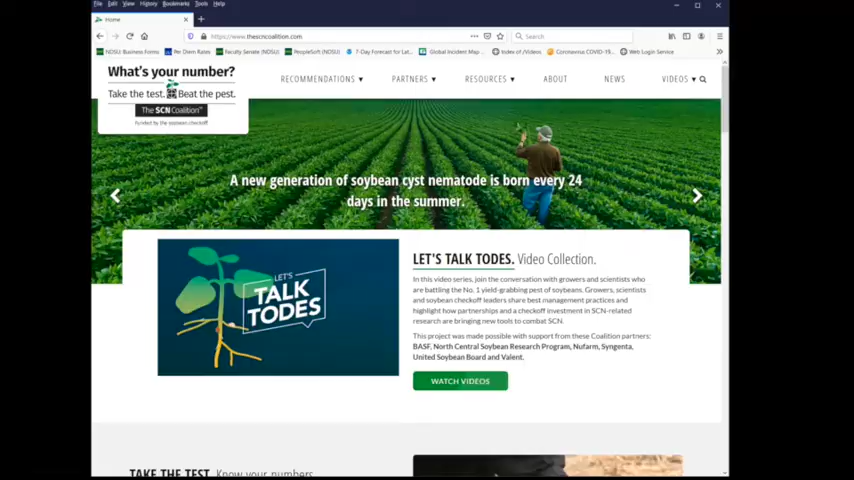 File Edit View History Bookmarks Tools Help
Home
https://www.thescncoalition.com
Search
NDSU Business Forms
Per Diem Rates
Faculty Senate (NDSU)
PeopleSoft (NDSU)
7-Day Forecast for Lat...
Global Incident Map ...
Index of /Videos
Coronavirus COVID-19...
Web Login Service
What's your number?
Take the test. Beat the pest.
The SCN Coalition™
Funded by the soybean checkoff
RECOMMENDATIONS
PARTNERS
RESOURCES
ABOUT
NEWS
VIDEOS
A new generation of soybean cyst nematode is born every 24
days in the summer.
LET'S
TALK
TODES
LET'S TALK TODES. Video Collection.
In this video series, join the conversation with growers and scientists who
are battling the No. 1 yield-grabbing pest of soybeans. Growers, scientists
and soybean checkoff leaders share best management practices and
highlight how partnerships and a checkoff investment in SCN-related
research are bringing new tools to combat SCN.
This project was made possible with support from these Coalition partners:
BASF, North Central Soybean Research Program, Nufarm, Syngenta,
United Soybean Board and Valent.
WATCH VIDEOS
TAKE THE TEST. Know your numbers.